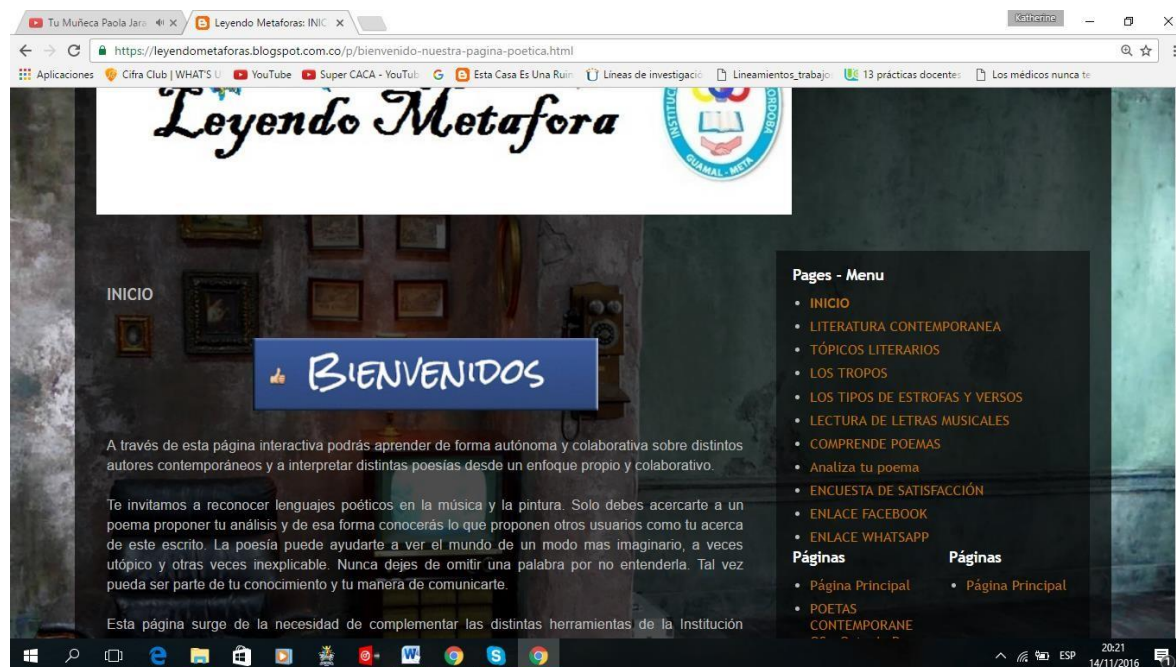 Tu Muñeca Paola Jara
Leyendo Metaforas: INIC
Katherine
https://leyendometaforas.blogspot.com.co/p/bienvenido-nuestra-pagina-poetica.html
Aplicaciones Cifra Club | WHAT'S U YouTube Super CACA - YouTub Esta Casa Es Una Ruin Líneas de investigació Lineamientos_trabajo 13 prácticas docentes Los médicos nunca te
Leyendo Metafora
GUAMAL - META
Pages - Menu
INICIO
LITERATURA CONTEMPORANEA
TÓPICOS LITERARIOS
LOS TROPOS
LOS TIPOS DE ESTROFAS Y VERSOS
LECTURA DE LETRAS MUSICALES
COMPRENDE POEMAS
Analiza tu poema
ENCUESTA DE SATISFACCIÓN
ENLACE FACEBOOK
ENLACE WHATSAPP
Páginas
Página Principal
POETAS
CONTEMPORANE
Páginas
Página Principal
INICIO
BIENVENIDOS
A través de esta página interactiva podrás aprender de forma autónoma y colaborativa sobre distintos
autores contemporáneos y a interpretar distintas poesías desde un enfoque propio y colaborativo.
Te invitamos a reconocer lenguajes poéticos en la música y la pintura. Solo debes acercarte a un
poema proponer tu análisis y de esa forma conocerás lo que proponen otros usuarios como tu acerca
de este escrito. La poesía puede ayudarte a ver el mundo de un modo mas imaginario, a veces
utópico y otras veces inexplicable. Nunca dejes de omitir una palabra por no entenderla. Tal vez
pueda ser parte de tu conocimiento y tu manera de comunicarte.
Esta página surge de la necesidad de complementar las distintas herramientas de la Institución
ESP
20:21
14/11/2016